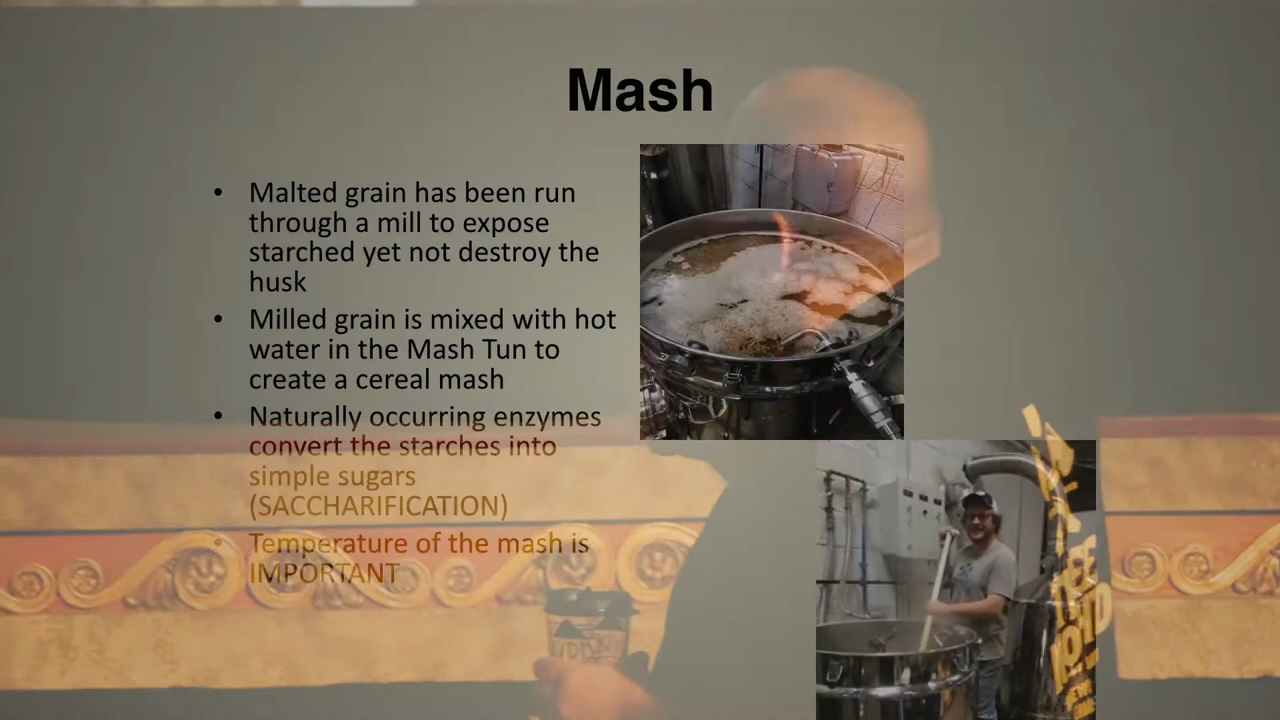 Mash
• Malted grain has been run
through a mill to expose
starched yet not destroy the
husk
• Milled grain is mixed with hot
water in the Mash Tun to
create a cereal mash
• Naturally occurring enzymes
convert the starches into
simple sugars
(SACCHARIFICATION)
• Temperature of the mash is
IMPORTANT